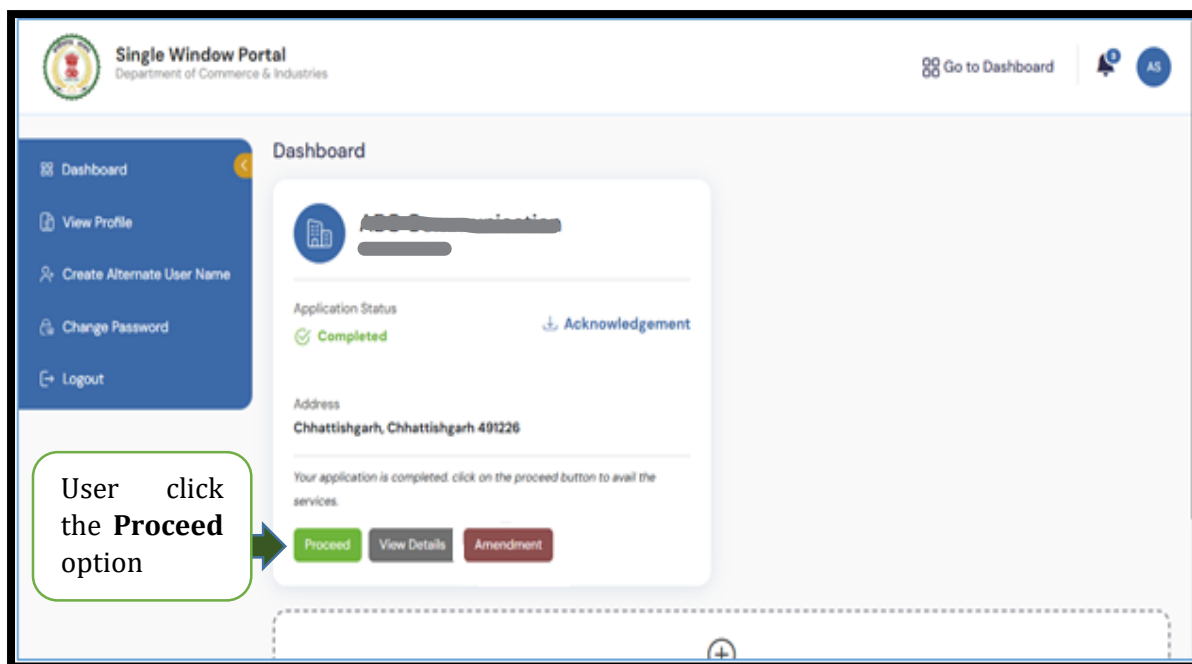 Single Window Portal
Department of Commerce & Industries
Go to Dashboard
3
AS
Dashboard
View Profile
Create Alternate User Name
Change Password
Logout
Dashboard
Application Status
Completed
Acknowledgement
Address
Chhattishgarh, Chhattishgarh 491226
Your application is completed. click on the proceed button to avail the
services.
Proceed
View Details
Amendment
User click
the Proceed
option